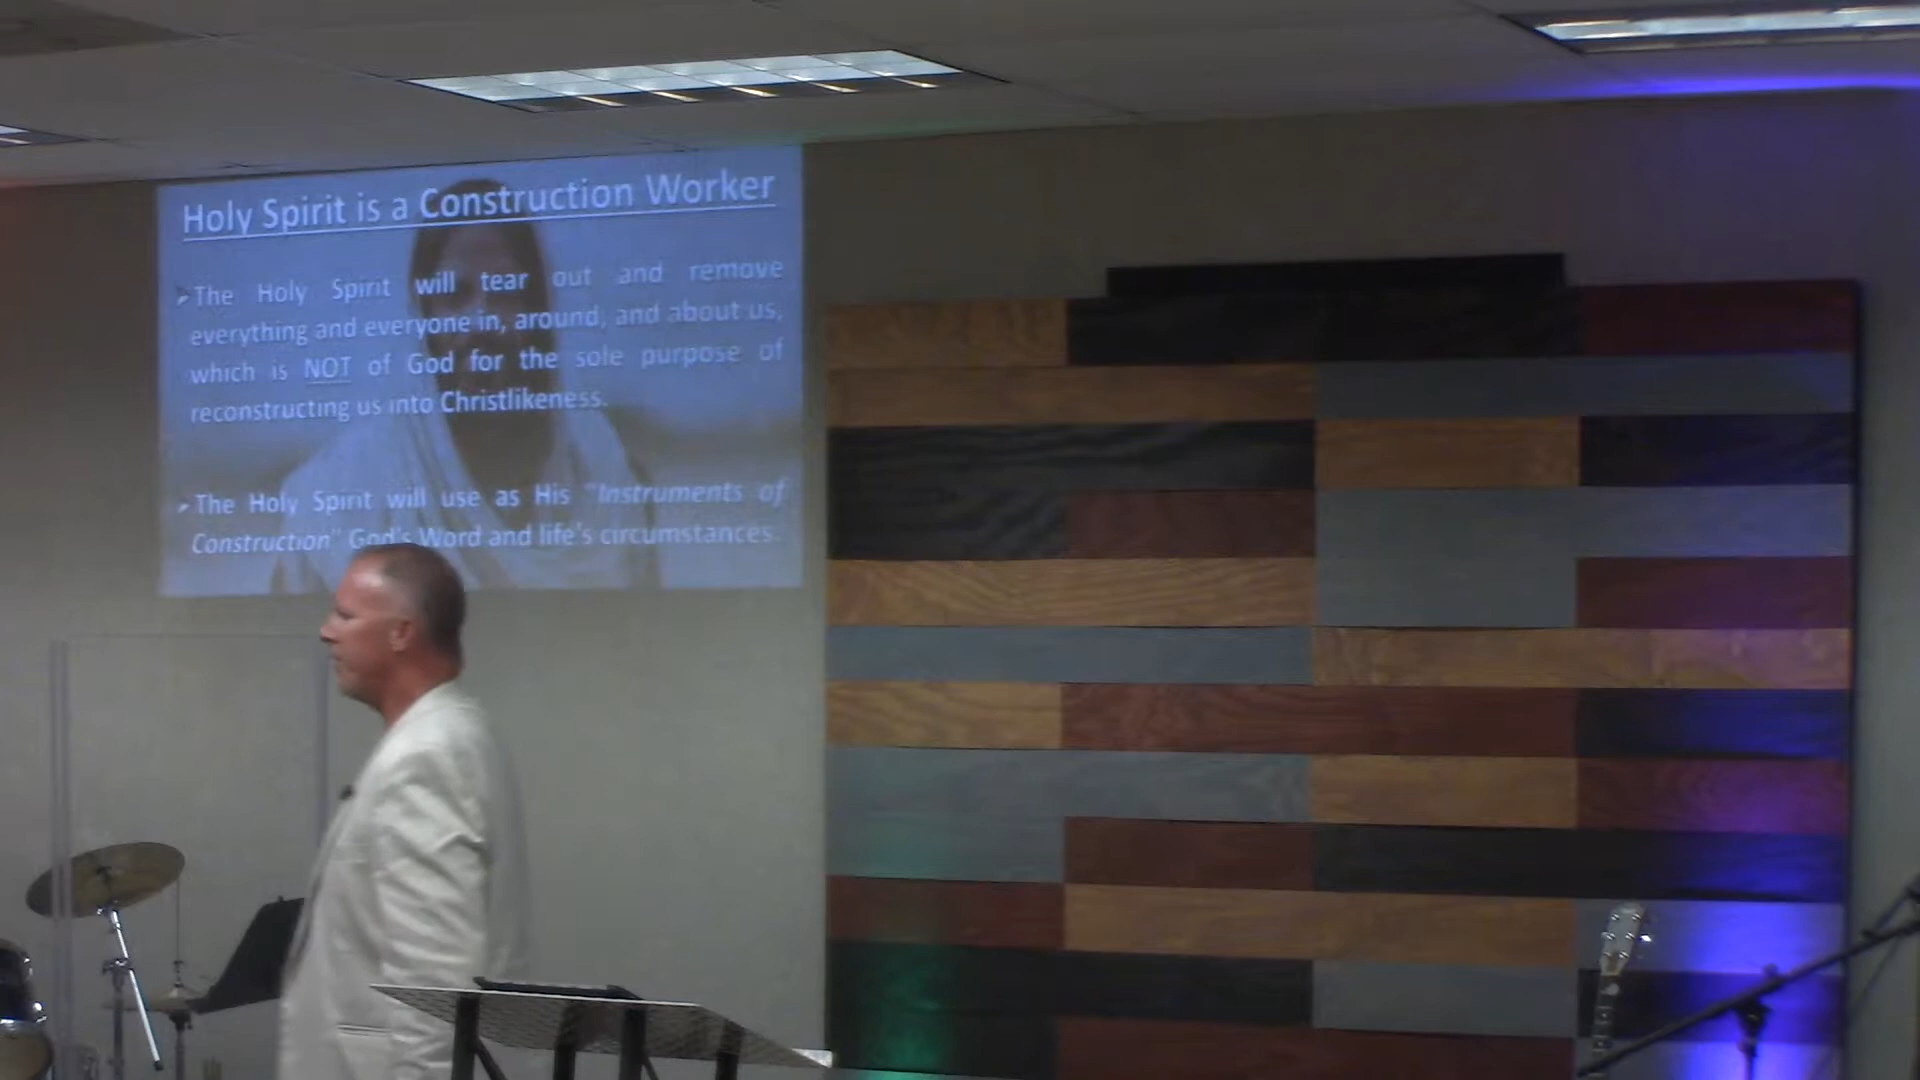 Holy Spirit is a Construction Worker
➢The Holy Spirit will tear out and remove
everything and everyone in, around, and about us,
which is NOT of God for the sole purpose of
reconstructing us into Christlikeness.
➢The Holy Spirit will use as His "Instruments of
Construction" God's Word and life's circumstances.